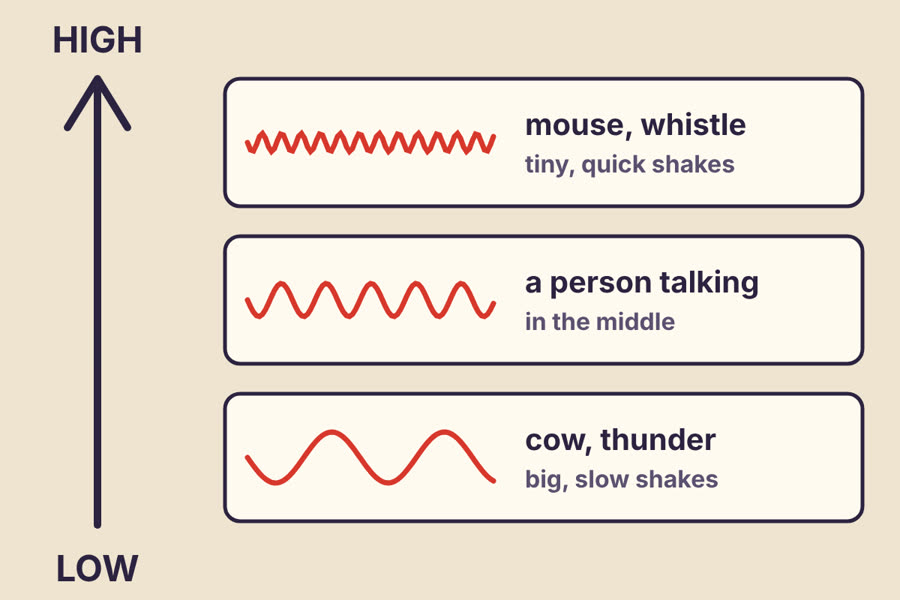 HIGH
mouse, whistle
tiny, quick shakes
a person talking
in the middle
cow, thunder
big, slow shakes
LOW